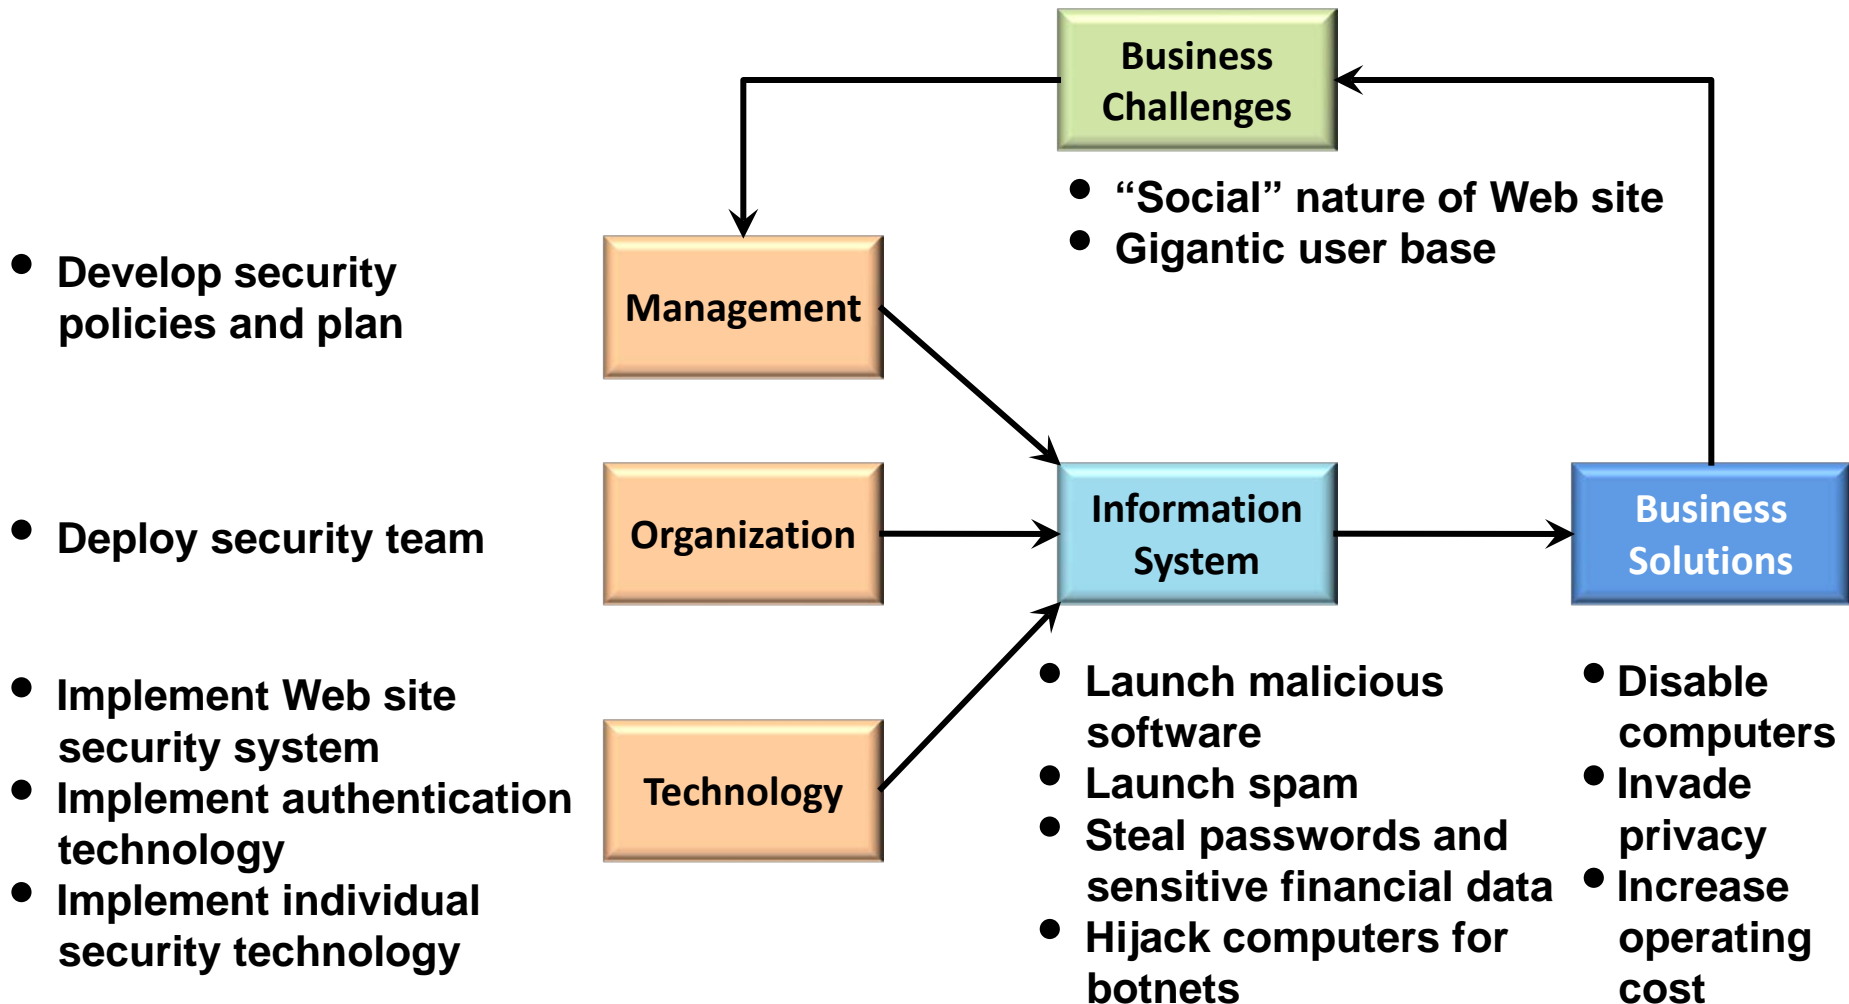 Business
Challenges
• “Social” nature of Web site
• Gigantic user base
• Develop security
policies and plan
Management
• Deploy security team
Organization
Information
System
Business
Solutions
• Implement Web site
security system
• Implement authentication
technology
• Implement individual
security technology
Technology
• Launch malicious
software
• Launch spam
• Steal passwords and
sensitive financial data
• Hijack computers for
botnets
• Disable
computers
• Invade
privacy
• Increase
operating
cost